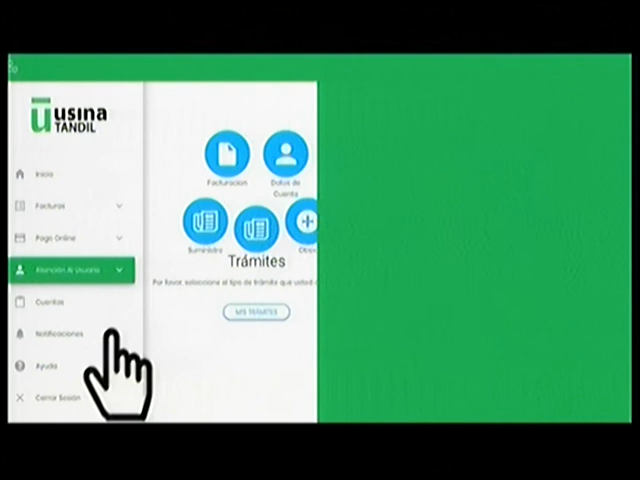 usina
TANDIL
Inicio
Facturas
Pago Online
Atención Al Usuario
Cuentas
Notificaciones
Ayuda
Cerrar Sesión
Facturacion
Datos de
Cuenta
Suministro
Trámites
Por favor, seleccione el tipo de trámite que usted
MIS TRÁMITES